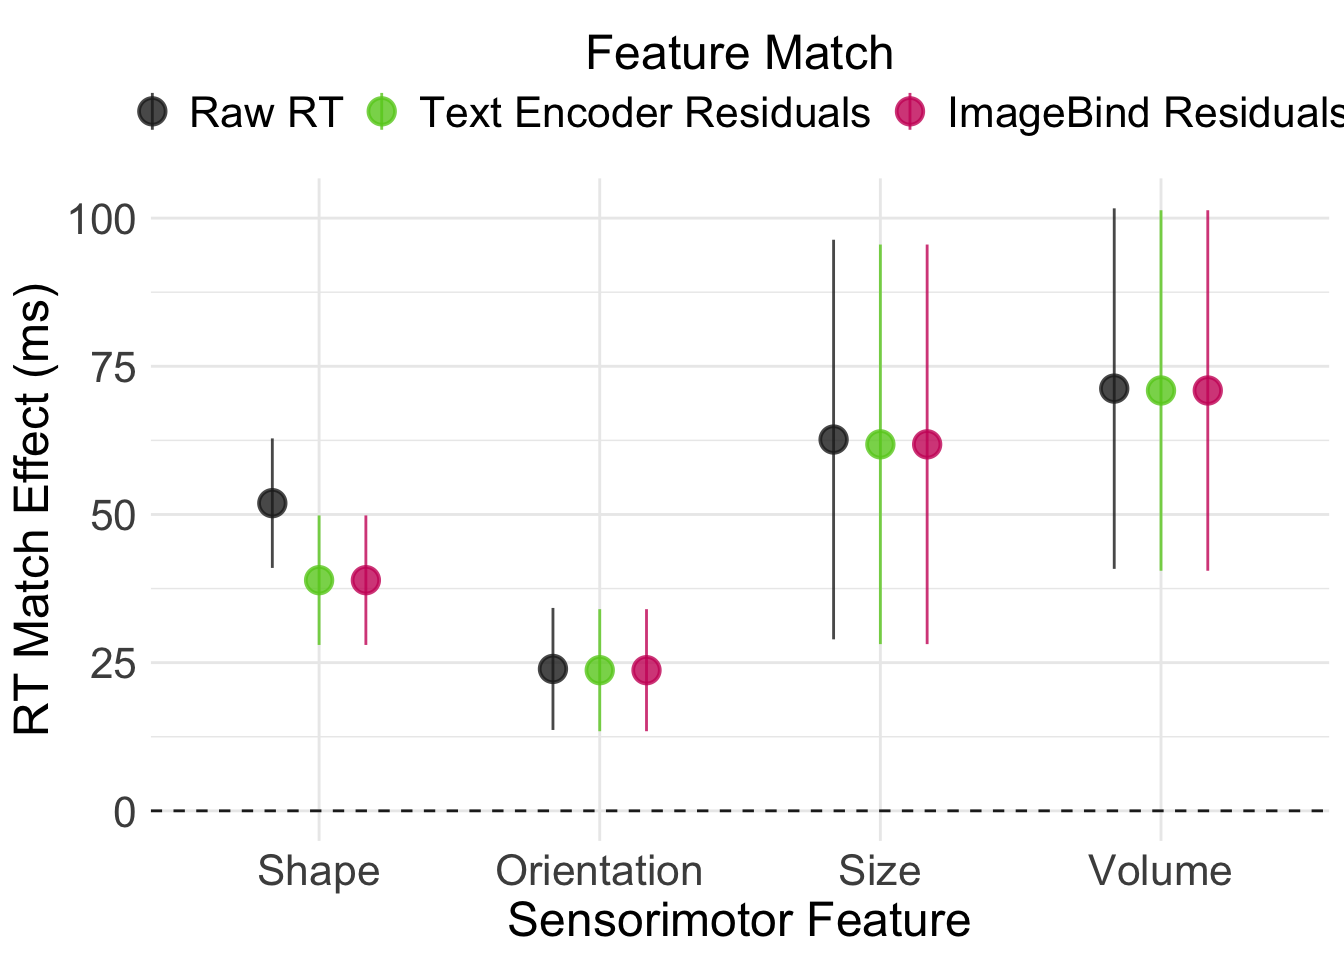 Feature Match
Raw RT Text Encoder Residuals ImageBind Residuals
RT Match Effect (ms)
100
75
50
25
0
Shape Orientation Size Volume
Sensorimotor Feature